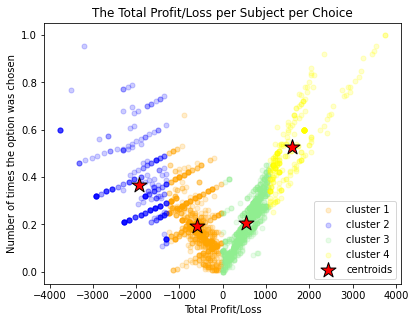 The Total Profit/Loss per Subject per Choice
Number of times the option was chosen
1.0
0.8
0.6
0.4
0.2
0.0
cluster 1
cluster 2
cluster 3
cluster 4
centroids
−4000 −3000 −2000 −1000 0 1000 2000 3000 4000
Total Profit/Loss